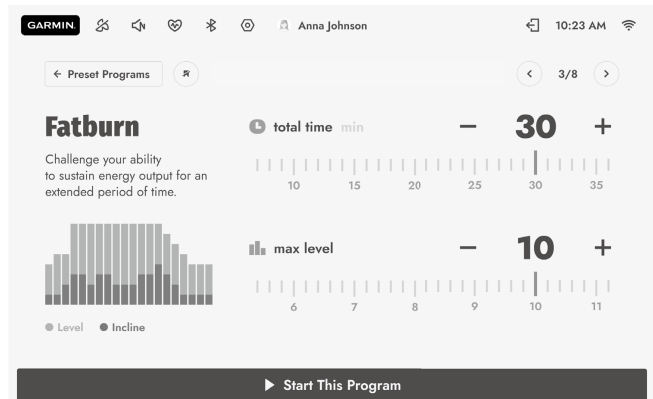 GARMIN.
Anna Johnson
10:23 AM
Preset Programs
3/8
Fatburn
Challenge your ability
to sustain energy output for an
extended period of time.
Level
Incline
total time min
30
10 15 20 25 30 35
max level
10
6 7 8 9 10 11
Start This Program